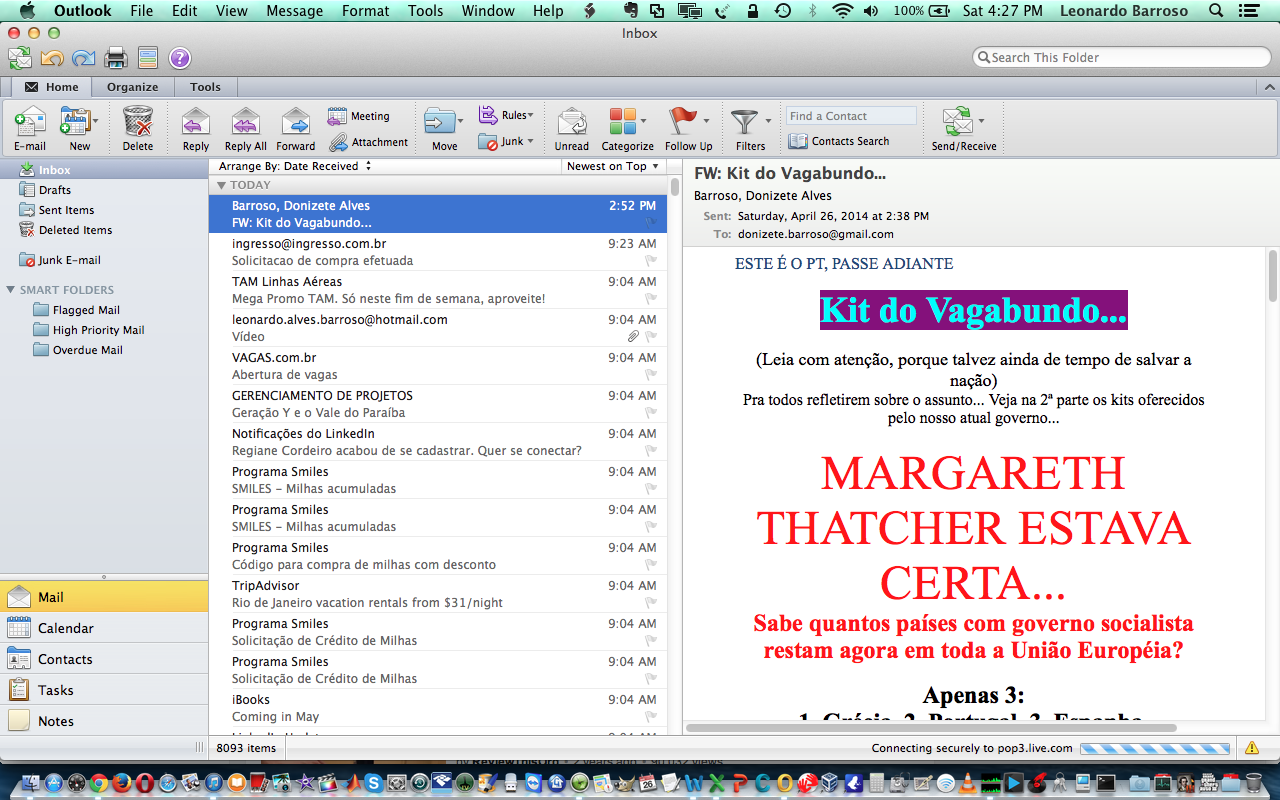 Outlook File Edit View Message Format Tools Window Help 100% Sat 4:27 PM Leonardo Barroso
Inbox
Search This Folder
Home Organize Tools
E-mail New Delete Reply Reply All Forward Meeting Attachment Move Rules Junk Unread Categorize Follow Up Filters Find a Contact Contacts Search Send/Receive
Inbox
Drafts
Sent Items
Deleted Items
Junk E-mail
SMART FOLDERS
Flagged Mail
High Priority Mail
Overdue Mail
Mail
Calendar
Contacts
Tasks
Notes
Arrange By: Date Received Newest on Top
TODAY
Barroso, Donizete Alves 2:52 PM
FW: Kit do Vagabundo...
ingresso@ingresso.com.br 9:23 AM
Solicitacao de compra efetuada
TAM Linhas Aéreas 9:04 AM
Mega Promo TAM. Só neste fim de semana, aproveite!
leonardo.alves.barroso@hotmail.com 9:04 AM
Vídeo
VAGAS.com.br 9:04 AM
Abertura de vagas
GERENCIAMENTO DE PROJETOS 9:04 AM
Geração Y e o Vale do Paraíba
Notificações do LinkedIn 9:04 AM
Regiane Cordeiro acabou de se cadastrar. Quer se conectar?
Programa Smiles 9:04 AM
SMILES - Milhas acumuladas
Programa Smiles 9:04 AM
SMILES - Milhas acumuladas
Programa Smiles 9:04 AM
Código para compra de milhas com desconto
TripAdvisor 9:04 AM
Rio de Janeiro vacation rentals from $31/night
Programa Smiles 9:04 AM
Solicitação de Crédito de Milhas
Programa Smiles 9:04 AM
Solicitação de Crédito de Milhas
iBooks 9:04 AM
Coming in May
8093 items
FW: Kit do Vagabundo...
Barroso, Donizete Alves
Sent: Saturday, April 26, 2014 at 2:38 PM
To: donizete.barroso@gmail.com
ESTE É O PT, PASSE ADIANTE
Kit do Vagabundo...
(Leia com atenção, porque talvez ainda de tempo de salvar a
nação)
Pra todos refletirem sobre o assunto... Veja na 2ª parte os kits oferecidos
pelo nosso atual governo...
MARGARETH
THATCHER ESTAVA
CERTA...
Sabe quantos países com governo socialista
restam agora em toda a União Européia?
Apenas 3:
1. Grécia, 2. Portugal, 3. Espanha
Connecting securely to pop3.live.com